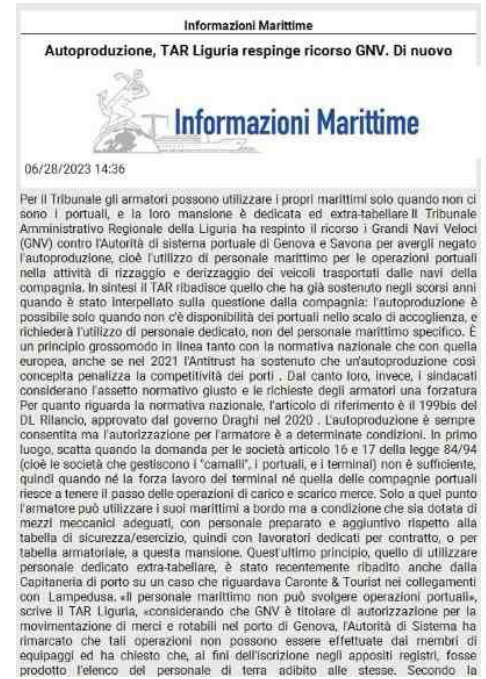 Informazioni Marittime
Autoproduzione, TAR Liguria respinge ricorso GNV. Di nuovo
Informazioni Marittime
06/28/2023 14:36
Per il Tribunale gli armatori possono utilizzare i propri marittimi solo quando non ci
sono i portuali, e la loro mansione è dedicata ed extra-tabellare Il Tribunale
Amministrativo Regionale della Liguria ha respinto il ricorso i Grandi Navi Veloci
(GNV) contro l'Autorità di sistema portuale di Genova e Savona per avergli negato
l'autoproduzione, cioè l'utilizzo di personale marittimo per le operazioni portuali
nella attività di rizzaggio e derizzaggio dei veicoli trasportati dalle navi della
compagnia. In sintesi il TAR ribadisce quello che ha già sostenuto negli scorsi anni
quando è stato interpellato sulla questione dalla compagnia: l'autoproduzione è
possibile solo quando non c'è disponibilità dei portuali nello scalo di accoglienza, e
richiederà l'utilizzo di personale dedicato, non del personale marittimo specifico. È
un principio grossomodo in linea tanto con la normativa nazionale che con quella
europea, anche se nel 2021 l'Antitrust ha sostenuto che un'autoproduzione così
concepita penalizza la competitività dei porti . Dal canto loro, invece, i sindacati
considerano l'assetto normativo giusto e le richieste degli armatori una forzatura
Per quanto riguarda la normativa nazionale, l'articolo di riferimento è il 199bis del
DL Rilancio, approvato dal governo Draghi nel 2020 . L'autoproduzione è sempre
consentita ma l'autorizzazione per l'armatore è a determinate condizioni. In primo
luogo, scatta quando la domanda per le società articolo 16 e 17 della legge 84/94
(cioè le società che gestiscono i "camalli", i portuali, e i terminal) non è sufficiente,
quindi quando né la forza lavoro del terminal né quella delle compagnie portuali
riesce a tenere il passo delle operazioni di carico e scarico merce. Solo a quel punto
l'armatore può utilizzare i suoi marittimi a bordo ma a condizione che sia dotata di
mezzi meccanici adeguati, con personale preparato e aggiuntivo rispetto alla
tabella di sicurezza/esercizio, quindi con lavoratori dedicati per contratto, o per
tabella armatoriale, a questa mansione. Quest'ultimo principio, quello di utilizzare
personale dedicato extra-tabellare, è stato recentemente ribadito anche dalla
Capitaneria di porto su un caso che riguardava Caronte & Tourist nei collegamenti
con Lampedusa. «Il personale marittimo non può svolgere operazioni portuali»,
scrive il TAR Liguria, «considerando che GNV è titolare di autorizzazione per la
movimentazione di merci e rotabili nel porto di Genova, l'Autorità di Sistema ha
rimarcato che tali operazioni non possono essere effettuate dai membri di
equipaggi ed ha chiesto che, ai fini dell'iscrizione negli appositi registri, fosse
prodotto l'elenco del personale di terra adibito alle stesse. Secondo la